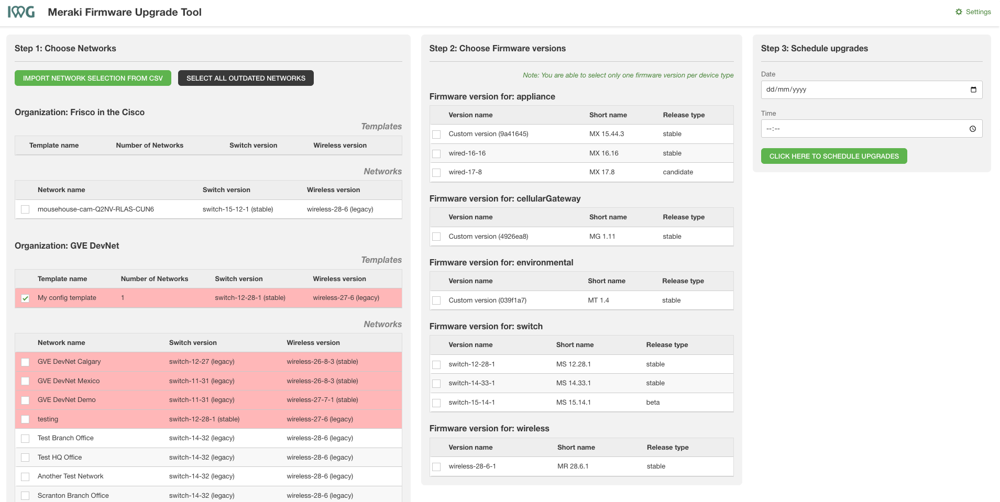 IWG
Meraki Firmware Upgrade Tool
Settings
Step 1: Choose Networks
IMPORT NETWORK SELECTION FROM CSV
SELECT ALL OUTDATED NETWORKS
Organization: Frisco in the Cisco
Templates
Template name Number of Networks Switch version Wireless version
Networks
Network name Switch version Wireless version
mousehouse-cam-Q2NV-RLAS-CUN6 switch-15-12-1 (stable) wireless-28-6 (legacy)
Organization: GVE DevNet
Templates
Template name Number of Networks Switch version Wireless version
My config template 1 switch-12-28-1 (stable) wireless-27-6 (legacy)
Networks
Network name Switch version Wireless version
GVE DevNet Calgary switch-12-27 (legacy) wireless-26-8-3 (stable)
GVE DevNet Mexico switch-11-31 (legacy) wireless-26-8-3 (stable)
GVE DevNet Demo switch-11-31 (legacy) wireless-27-7-1 (stable)
testing switch-12-28-1 (stable) wireless-27-6 (legacy)
Test Branch Office switch-14-32 (legacy) wireless-28-6 (legacy)
Test HQ Office switch-14-32 (legacy) wireless-28-6 (legacy)
Another Test Network switch-14-32 (legacy) wireless-28-6 (legacy)
Scranton Branch Office switch-14-32 (legacy) wireless-28-6 (legacy)
Step 2: Choose Firmware versions
Note: You are able to select only one firmware version per device type
Firmware version for: appliance
Version name Short name Release type
Custom version (9a41645) MX 15.44.3 stable
wired-16-16 MX 16.16 stable
wired-17-8 MX 17.8 candidate
Firmware version for: cellularGateway
Version name Short name Release type
Custom version (4926ea8) MG 1.11 stable
Firmware version for: environmental
Version name Short name Release type
Custom version (039f1a7) MT 1.4 stable
Firmware version for: switch
Version name Short name Release type
switch-12-28-1 MS 12.28.1 stable
switch-14-33-1 MS 14.33.1 stable
switch-15-14-1 MS 15.14.1 beta
Firmware version for: wireless
Version name Short name Release type
wireless-28-6-1 MR 28.6.1 stable
Step 3: Schedule upgrades
Date
dd/mm/yyyy
Time
--:--
CLICK HERE TO SCHEDULE UPGRADES